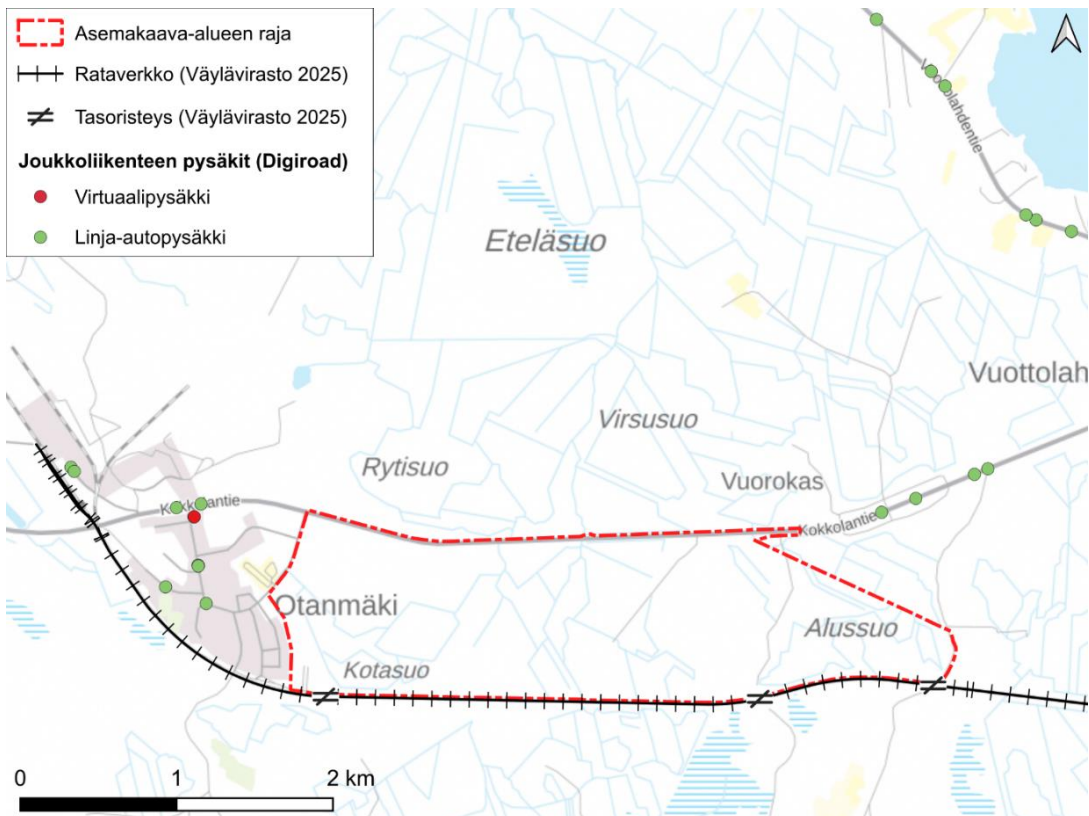 Asemakaava-alueen raja
Rataverkko (Väylävirasto 2025)
Tasoristeys (Väylävirasto 2025)
Joukkoliikenteen pysäkit (Digiroad)
Virtuaalipysäkki
Linja-autopysäkki
Vuottolahdentie
Eteläsuo
Vuottolah
Virsusuo
Rytisuo
Vuorokas
Kokkolantie
Kokkolantie
Otanmäki
Alussuo
Kotasuo
0 1 2 km